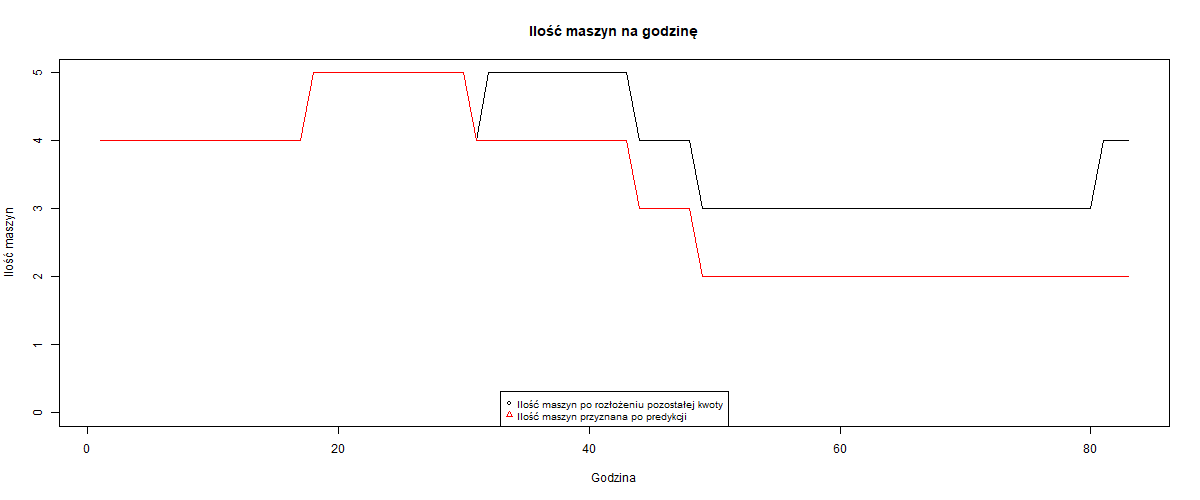 Ilość maszyn na godzinę
Ilość maszyn
5
4
3
2
1
0
Ilość maszyn po rozłożeniu pozostałej kwoty
Ilość maszyn przyznana po predykcji
0 20 40 60 80
Godzina